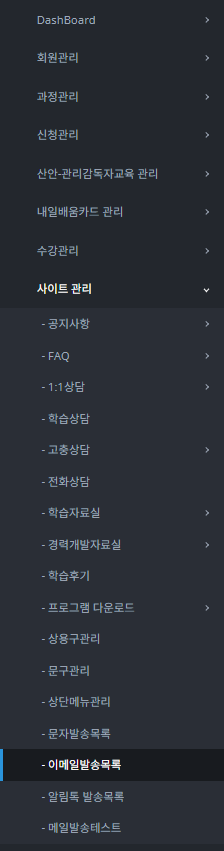 DashBoard
회원관리
과정관리
신청관리
산안-관리감독자교육 관리
내일배움카드 관리
수강관리
사이트 관리
- 공지사항
- FAQ
- 1:1상담
- 학습상담
- 고충상담
- 전화상담
- 학습자료실
- 경력개발자료실
- 학습후기
- 프로그램 다운로드
- 상용구관리
- 문구관리
- 상단메뉴관리
- 문자발송목록
- 이메일발송목록
- 알림톡 발송목록
- 메일발송테스트